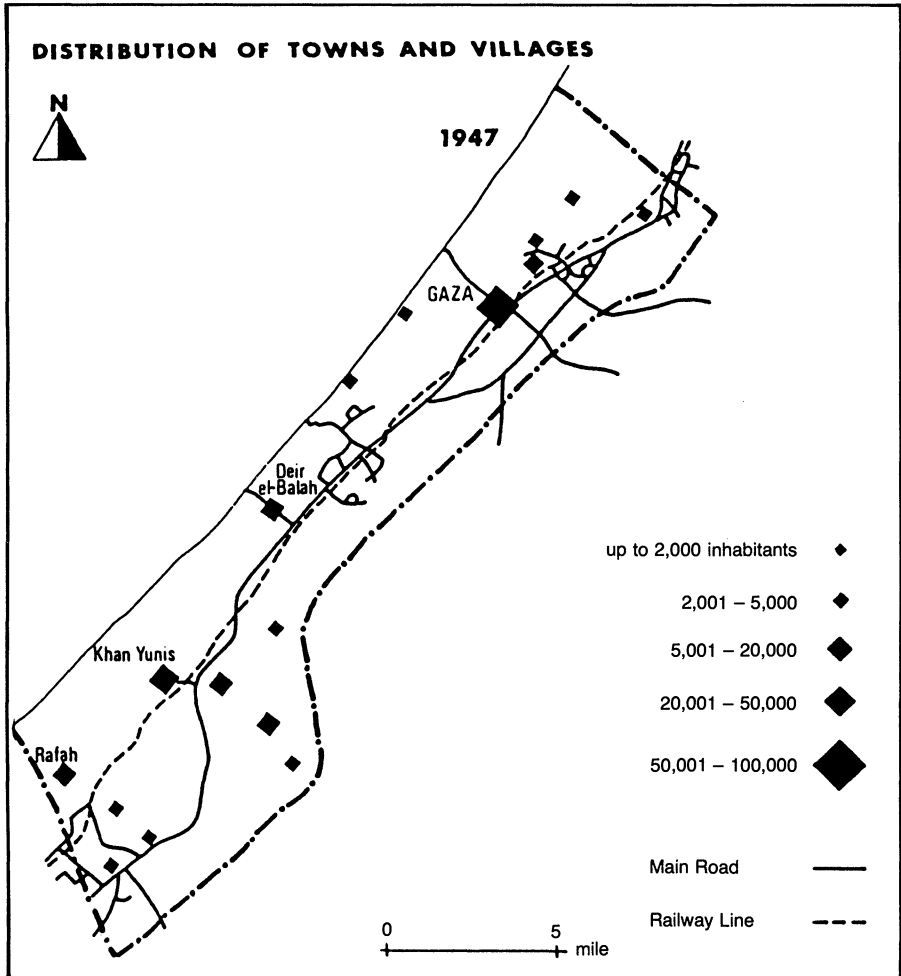 DISTRIBUTION OF TOWNS AND VILLAGES
N
1947
GAZA
Deir
el-Balah
Khan Yunis
Rafah
up to 2,000 inhabitants
2,001 – 5,000
5,001 – 20,000
20,001 – 50,000
50,001 – 100,000
Main Road
Railway Line
0 5
mile